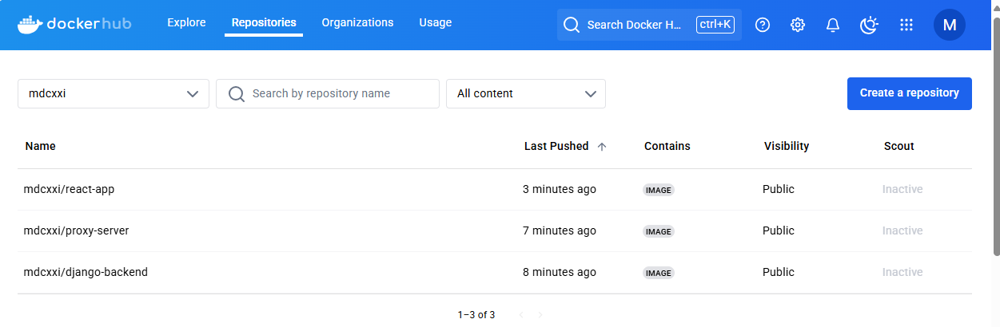 dockerhub Explore Repositories Organizations Usage Search Docker H... ctrl+K M
mdcxxi Search by repository name All content Create a repository
Name Last Pushed Contains Visibility Scout
mdcxxi/react-app 3 minutes ago IMAGE Public Inactive
mdcxxi/proxy-server 7 minutes ago IMAGE Public Inactive
mdcxxi/django-backend 8 minutes ago IMAGE Public Inactive
1–3 of 3